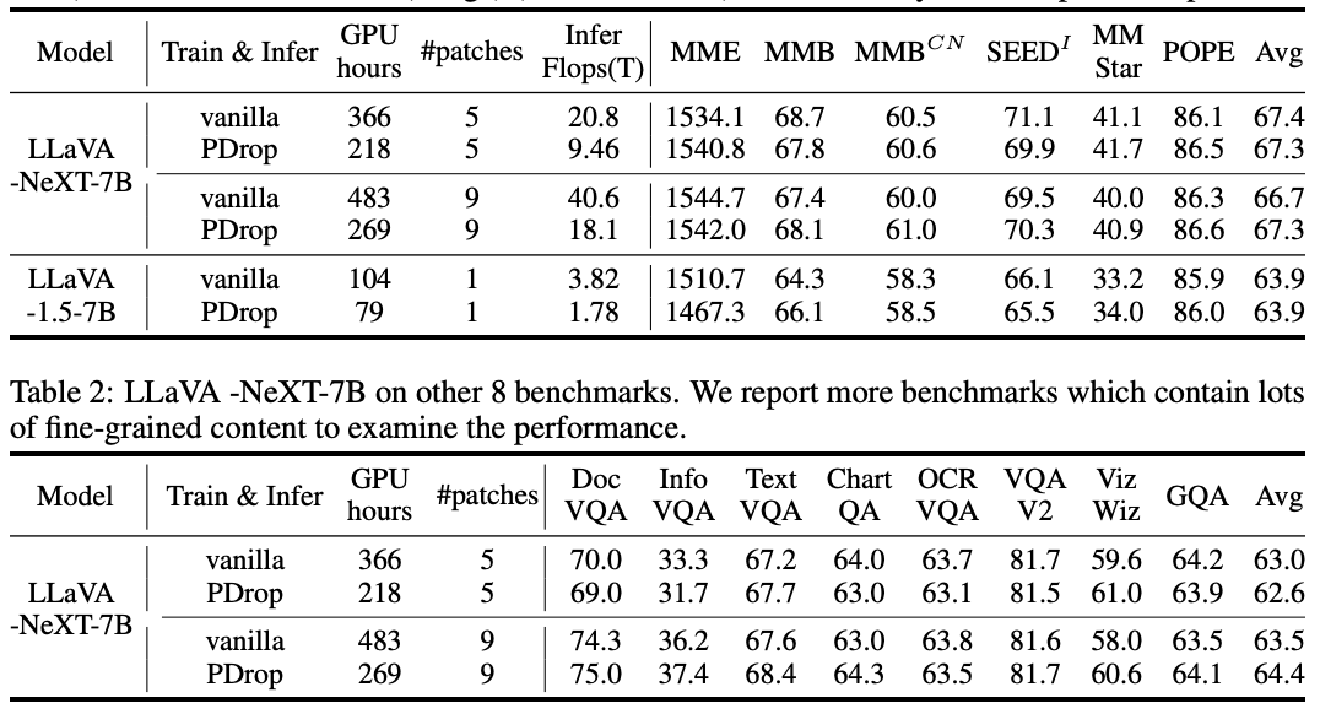 Model Train & Infer GPU hours #patches Infer Flops(T) MME MMB MMB^CN SEED^I MM Star POPE Avg
LLaVA -NeXT-7B
vanilla 366 5 20.8 1534.1 68.7 60.5 71.1 41.1 86.1 67.4
PDrop 218 5 9.46 1540.8 67.8 60.6 69.9 41.7 86.5 67.3
vanilla 483 9 40.6 1544.7 67.4 60.0 69.5 40.0 86.3 66.7
PDrop 269 9 18.1 1542.0 68.1 61.0 70.3 40.9 86.6 67.3
LLaVA vanilla 104 1 3.82 1510.7 64.3 58.3 66.1 33.2 85.9 63.9
-1.5-7B PDrop 79 1 1.78 1467.3 66.1 58.5 65.5 34.0 86.0 63.9
Table 2: LLaVA -NeXT-7B on other 8 benchmarks. We report more benchmarks which contain lots
of fine-grained content to examine the performance.
Model Train & Infer GPU hours #patches Doc VQA Info VQA Text VQA Chart QA OCR VQA VQA V2 Viz Wiz GQA Avg
LLaVA -NeXT-7B
vanilla 366 5 70.0 33.3 67.2 64.0 63.7 81.7 59.6 64.2 63.0
PDrop 218 5 69.0 31.7 67.7 63.0 63.1 81.5 61.0 63.9 62.6
vanilla 483 9 74.3 36.2 67.6 63.0 63.8 81.6 58.0 63.5 63.5
PDrop 269 9 75.0 37.4 68.4 64.3 63.5 81.7 60.6 64.1 64.4